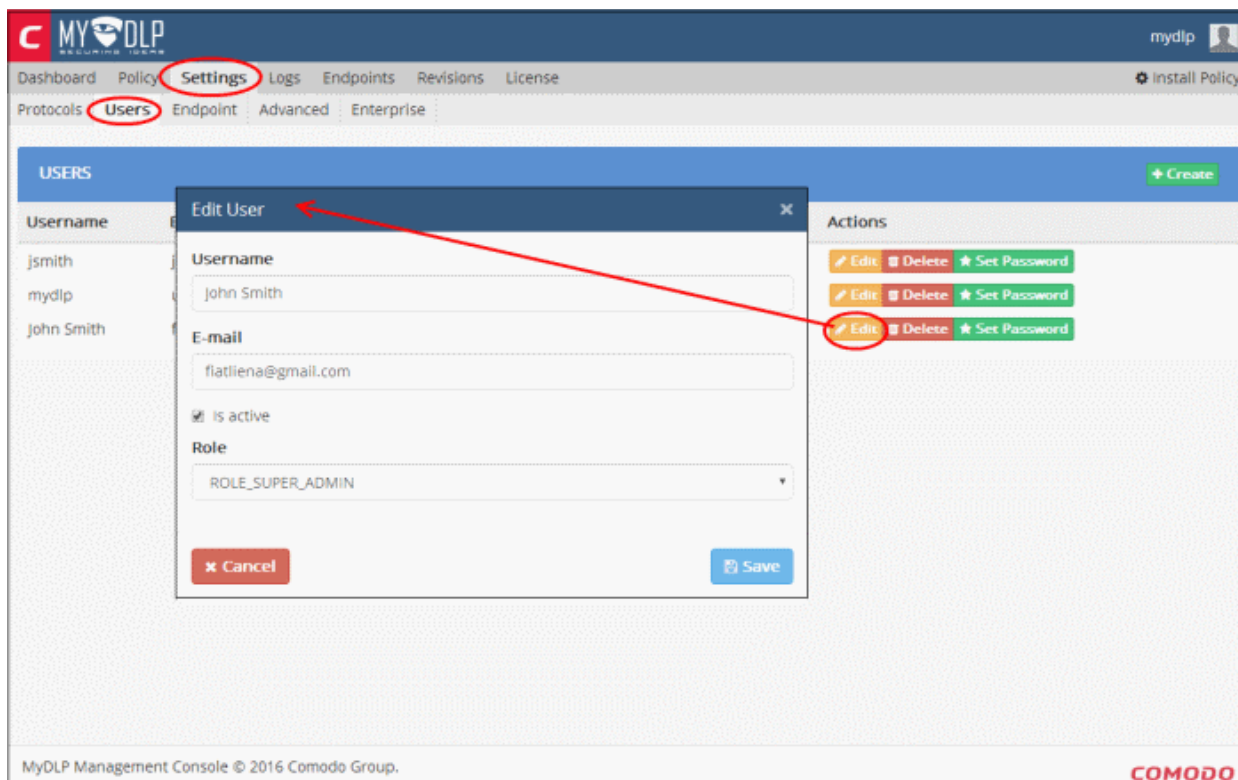 C MY DLP
SECURING IDEAS
mydlp
Dashboard Policy Settings Logs Endpoints Revisions License Install Policy
Protocols Users Endpoint Advanced Enterprise
USERS
+ Create
Edit User ×
Username
E
Actions
Username
jsmith
j
Edit Delete Set Password
John Smith
mydlp
Edit Delete Set Password
John Smith
f
Edit Delete Set Password
E-mail
fiatliena@gmail.com
Is active
Role
ROLE_SUPER_ADMIN
Cancel
Save
MyDLP Management Console © 2016 Comodo Group.
COMODO